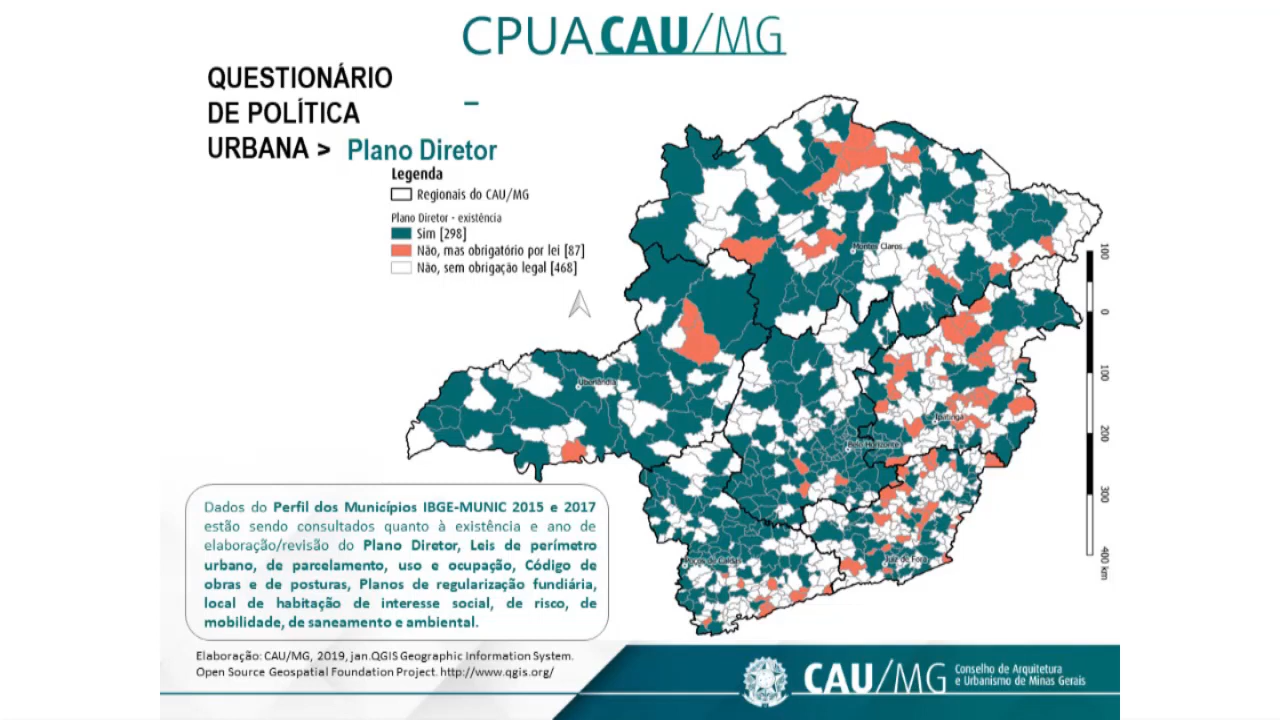 CPUA CAU/MG
QUESTIONÁRIO
DE POLÍTICA
URBANA > Plano Diretor
–
Legenda
Regionais do CAU/MG
Plano Diretor - existência
Sim [298]
Não, mas obrigatório por lei [87]
Não, sem obrigação legal [468]
Montes Claros
Uberlândia
Ipatinga
Belo Horizonte
Poços de Caldas
Juiz de Fora
100
0
100
200
300
400 km
Dados do Perfil dos Municípios IBGE-MUNIC 2015 e 2017
estão sendo consultados quanto à existência e ano de
elaboração/revisão do Plano Diretor, Leis de perímetro
urbano, de parcelamento, uso e ocupação, Código de
obras e de posturas, Planos de regularização fundiária,
local de habitação de interesse social, de risco, de
mobilidade, de saneamento e ambiental.
Elaboração: CAU/MG, 2019, jan.QGIS Geographic Information System.
Open Source Geospatial Foundation Project. http://www.qgis.org/
CAU/MG
Conselho de Arquitetura
e Urbanismo de Minas Gerais